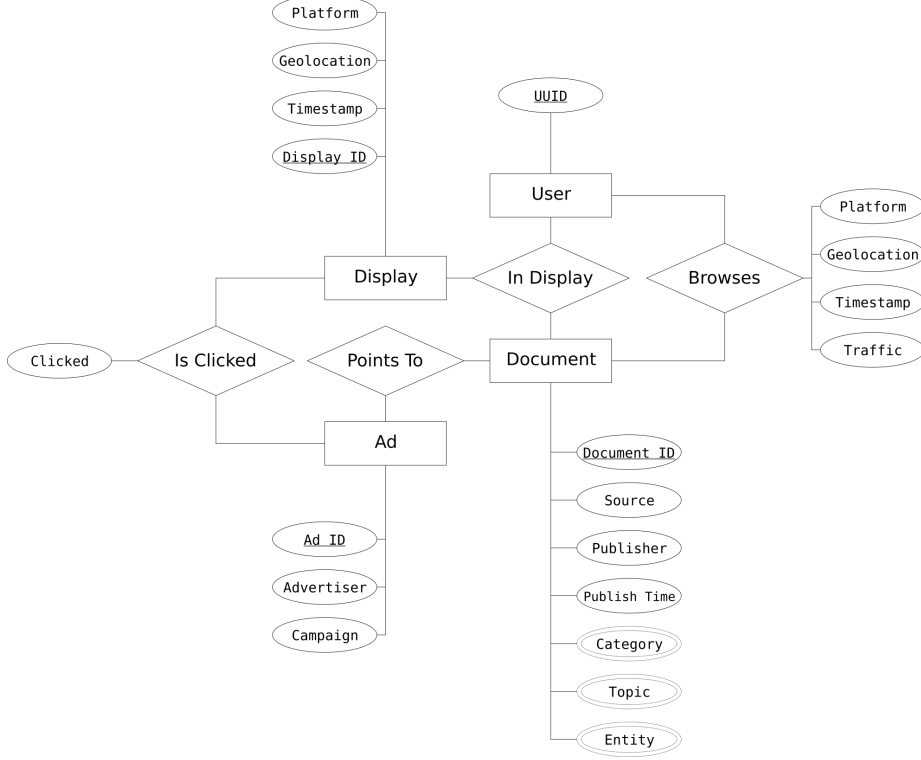 Platform
Geolocation
Timestamp
Display ID
UUID
User
Display
In Display
Browses
Platform
Geolocation
Timestamp
Traffic
Clicked
Is Clicked
Points To
Document
Ad
Ad ID
Advertiser
Campaign
Document ID
Source
Publisher
Publish Time
Category
Topic
Entity